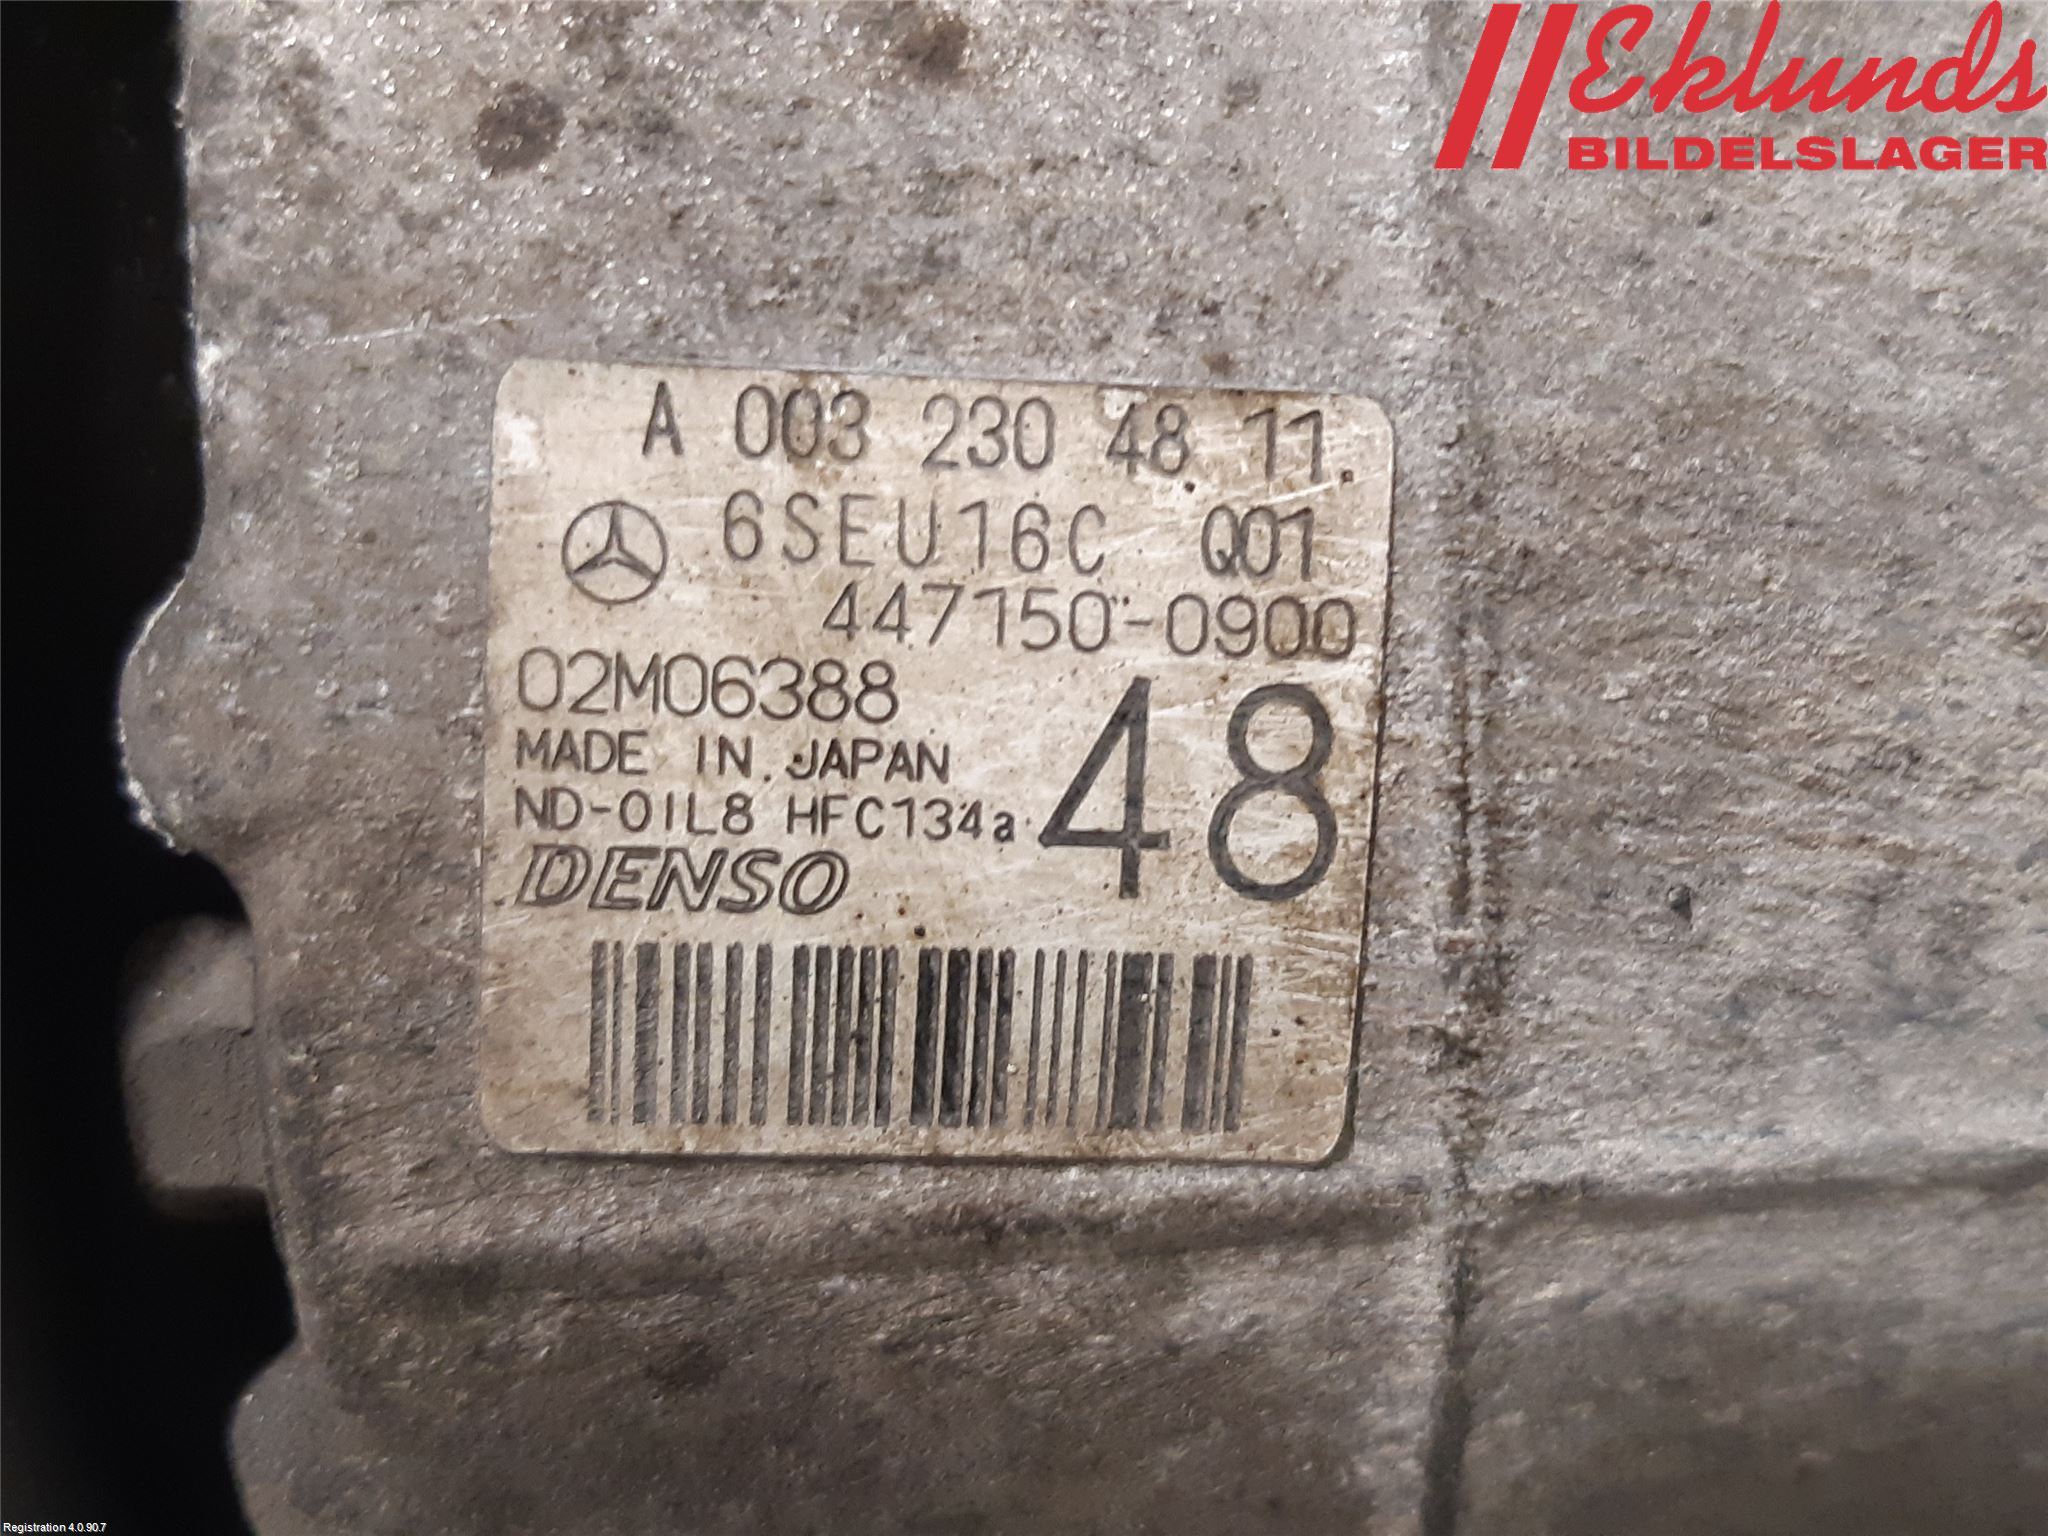 Eklunds
BILDELSLAGER
A 003 230 48 11
6SEU16C Q01
447150-0900
02M06388
48
MADE IN JAPAN
ND-OIL8 HFC134a
DENSO
Registration 4.0.90.7